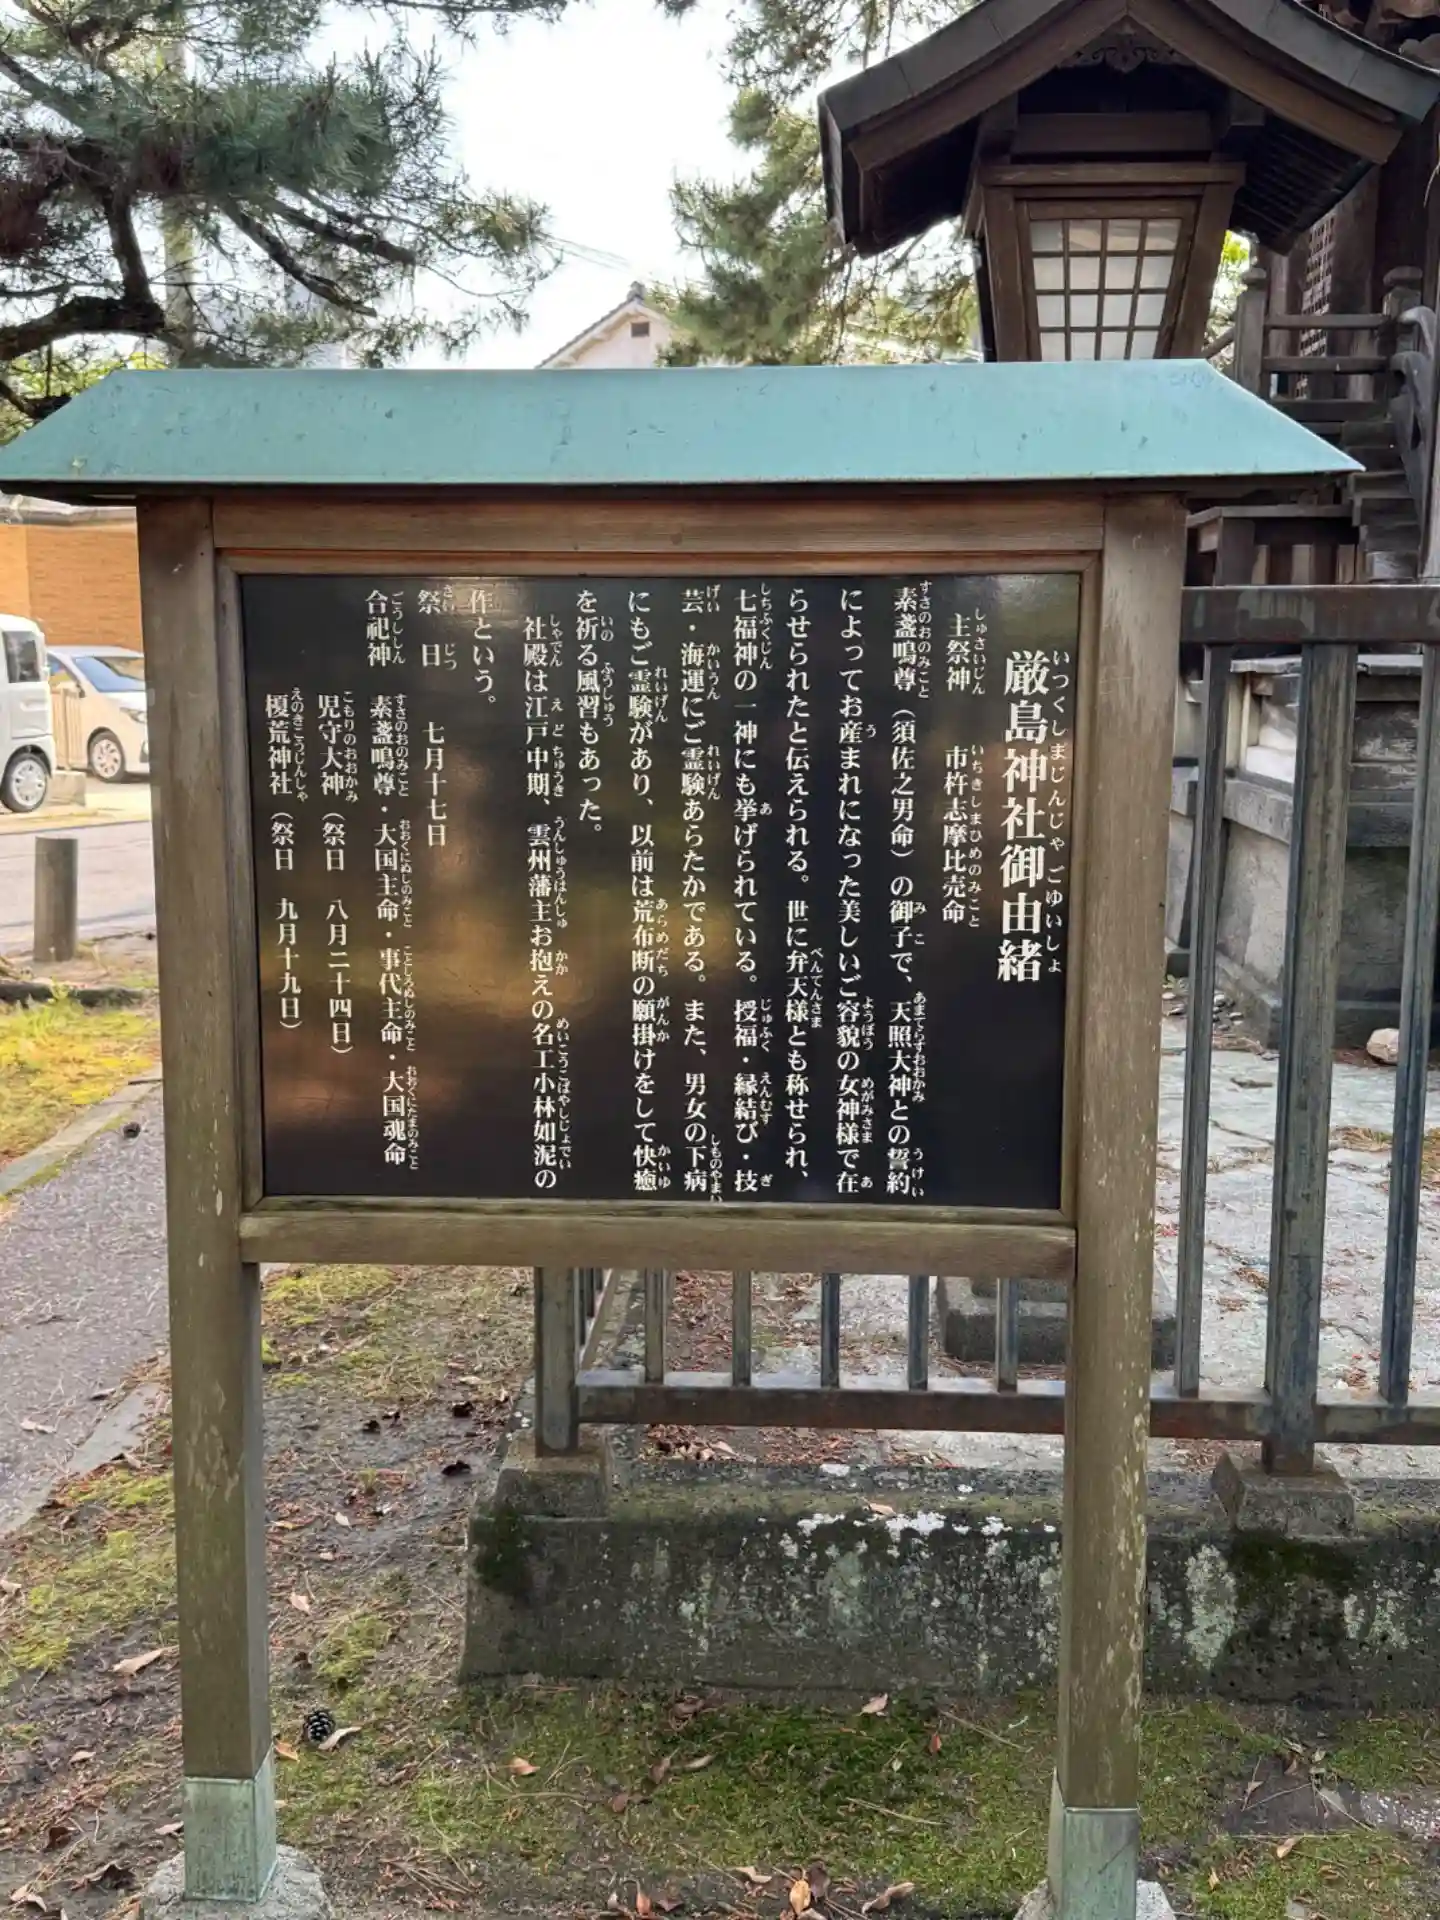 厳島神社御由緒
主祭神　市杵志摩比売命
素盞嗚尊（須佐之男命）の御子で、天照大神との誓約
によってお産まれになった美しいご容貌の女神様で在
らせられたと伝えられる。世に弁天様とも称せられ、
七福神の一神にも挙げられている。授福・縁結び・技
芸・海運にご霊験あらたかである。また、男女の下病
にもご霊験があり、以前は荒布断の願掛けをして快癒
を祈る風習もあった。
社殿は江戸中期、雲州藩主お抱えの名工小林如泥の
作という。
祭　日　七月十七日
合祀神　素盞嗚尊・大国主命・事代主命・大国魂命
児守大神（祭日　八月二十四日）
榎荒神社（祭日　九月十九日）